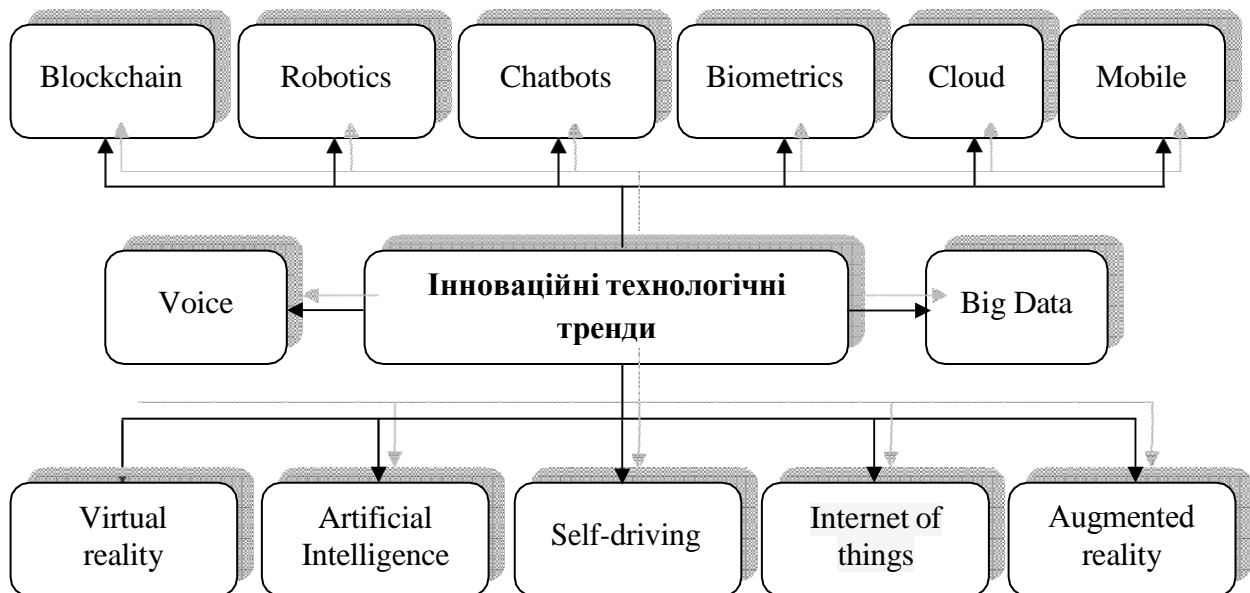 Blockchain
Robotics
Chatbots
Biometrics
Cloud
Mobile
Voice
Інноваційні технологічні
тренди
Big Data
Virtual
reality
Artificial
Intelligence
Self-driving
Internet of
things
Augmented
reality